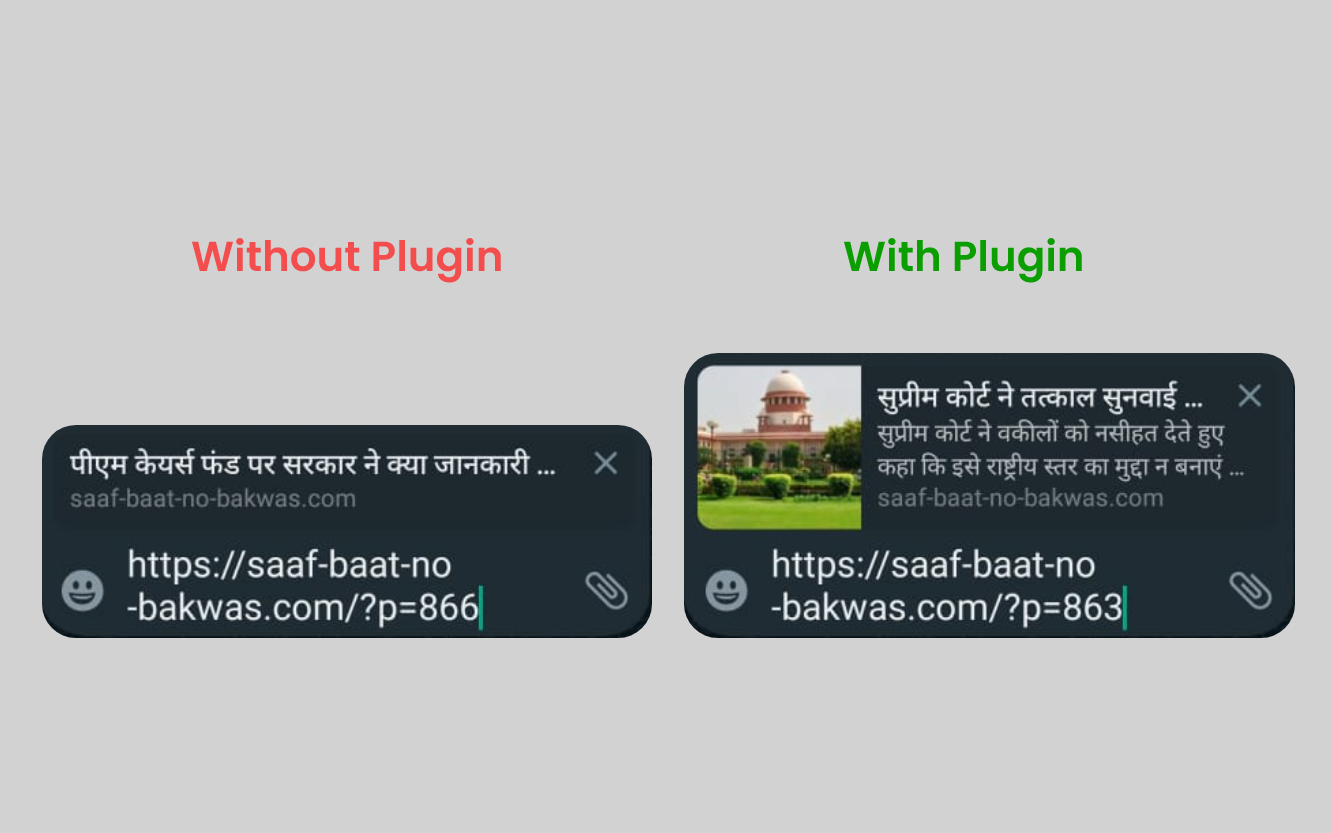 Without Plugin
पीएम केयर्स फंड पर सरकार ने क्या जानकारी ...
saaf-baat-no-bakwas.com
https://saaf-baat-no
-bakwas.com/?p=866
With Plugin
सुप्रीम कोर्ट ने तत्काल सुनवाई ...
सुप्रीम कोर्ट ने वकीलों को नसीहत देते हुए
कहा कि इसे राष्ट्रीय स्तर का मुद्दा न बनाएं ...
saaf-baat-no-bakwas.com
https://saaf-baat-no
-bakwas.com/?p=863